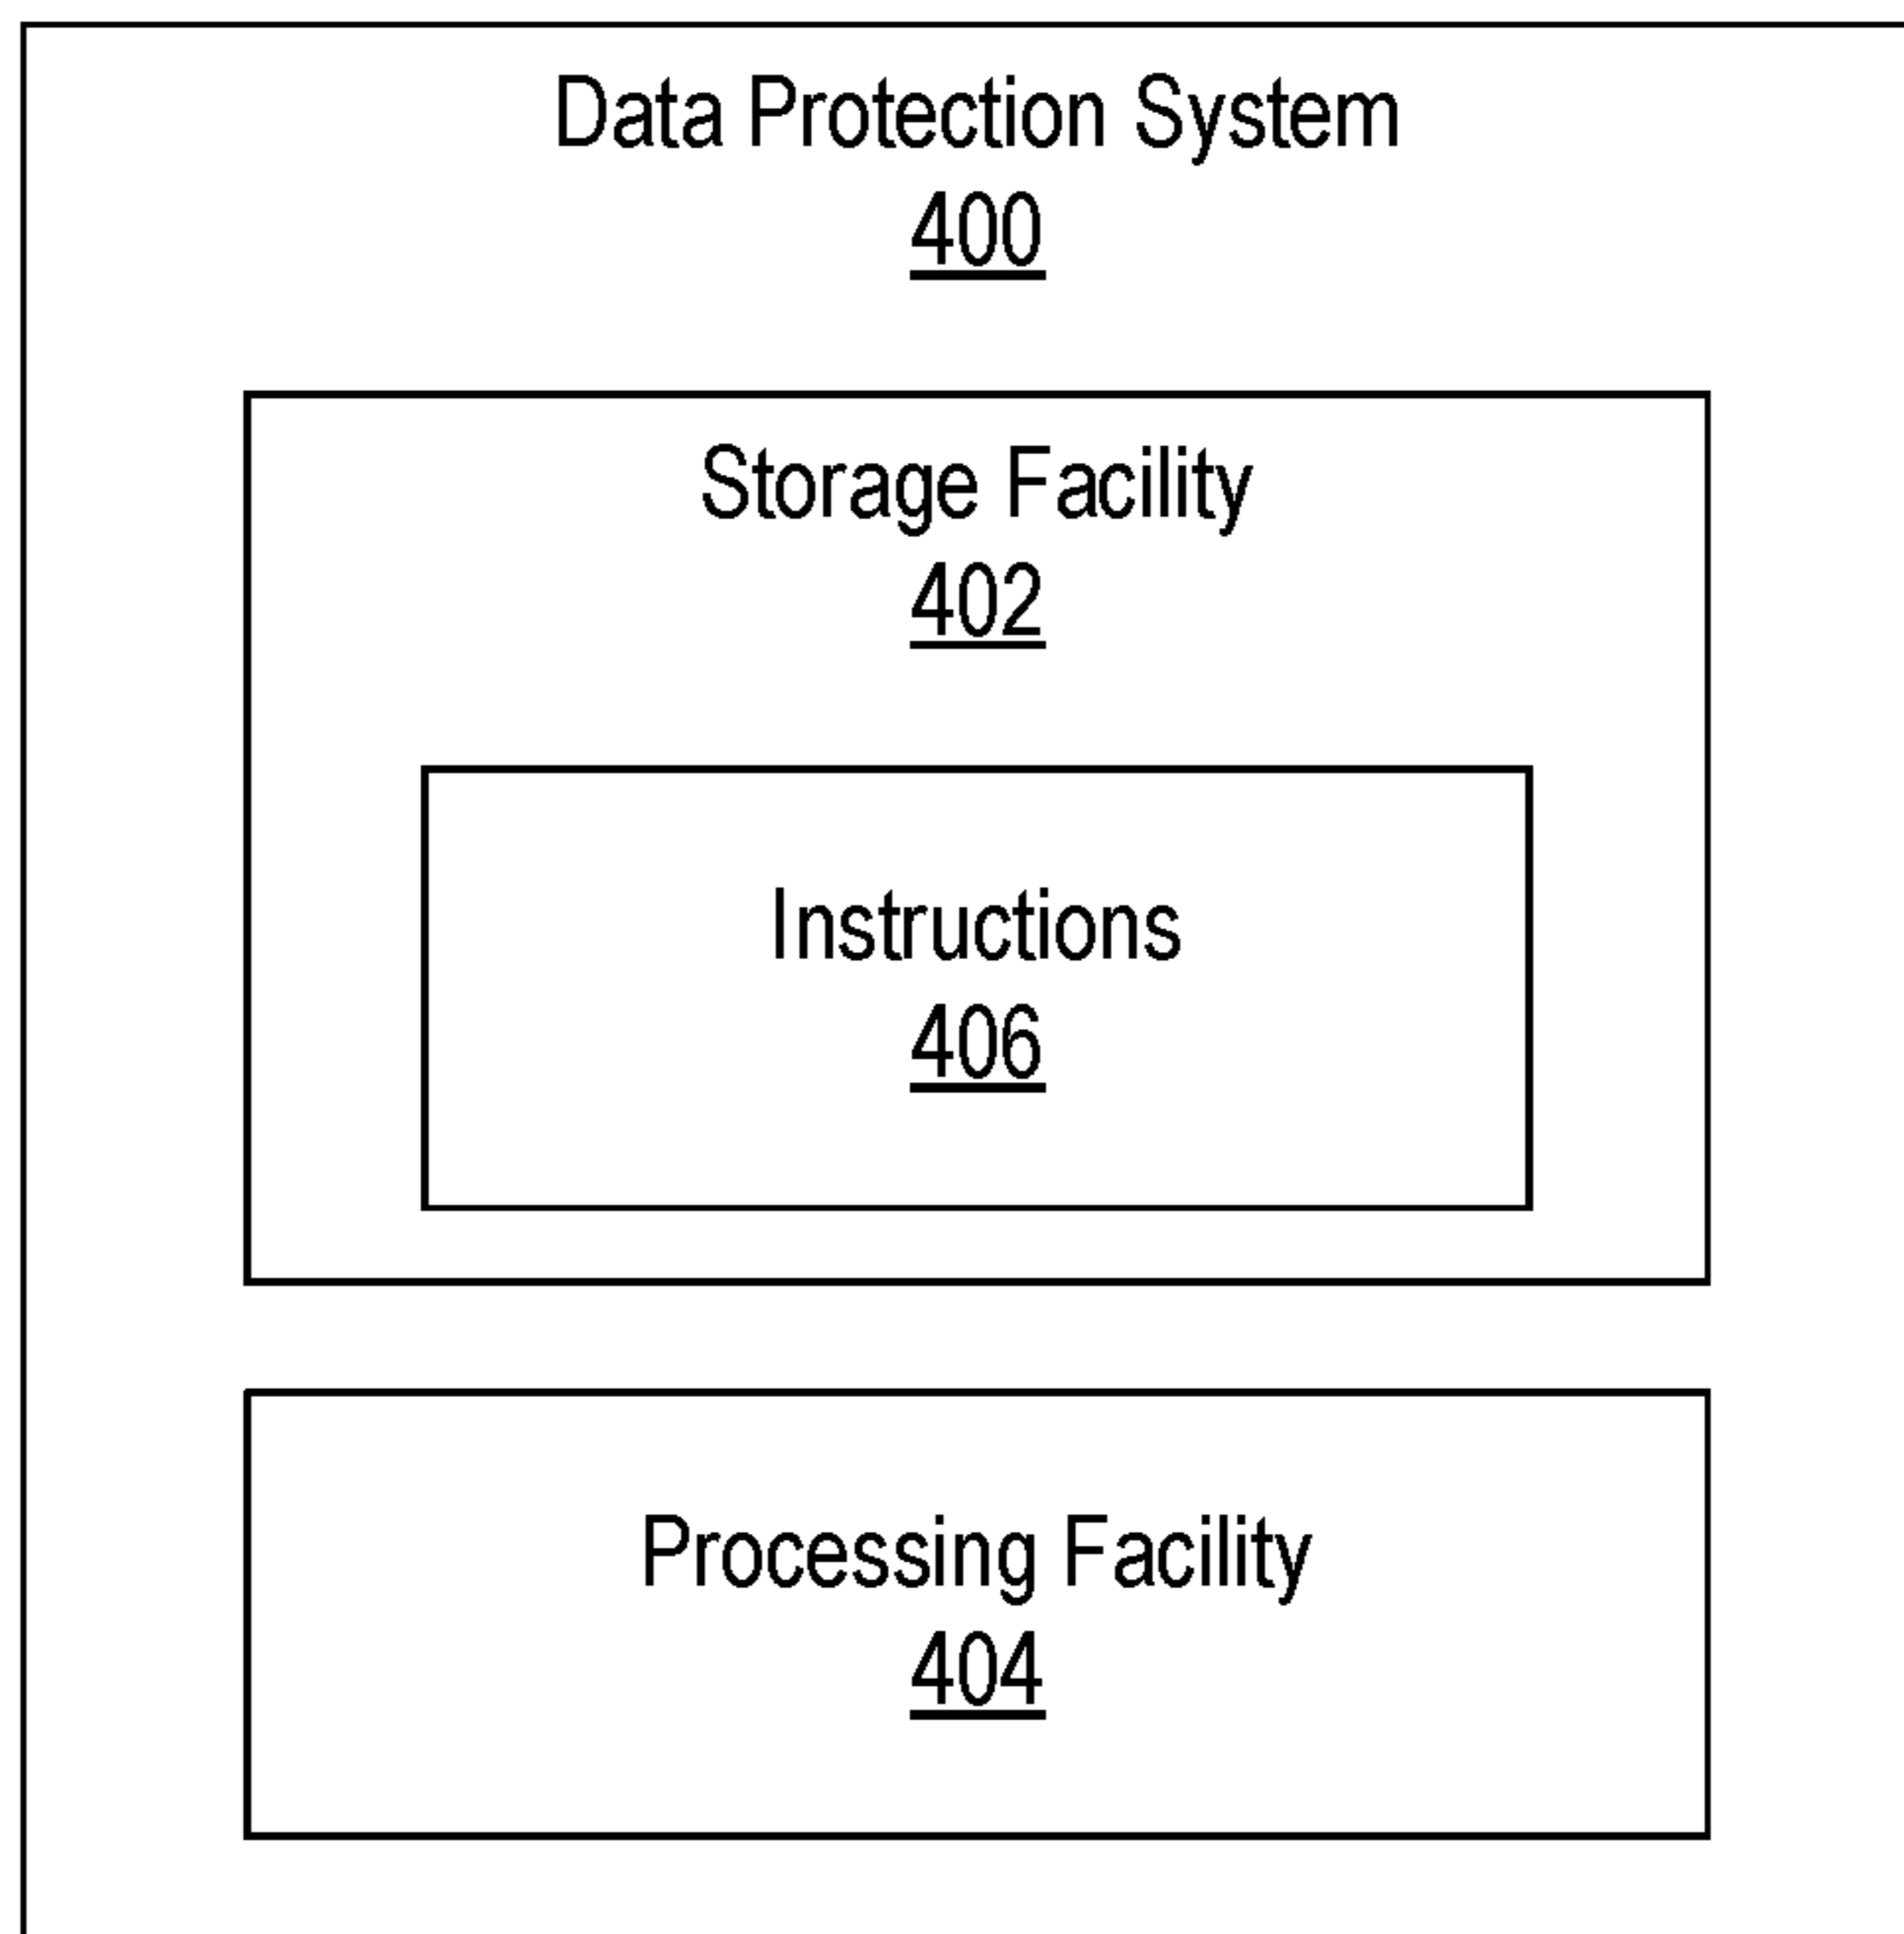 Data Protection System
400
Storage Facility
402
Instructions
406
Processing Facility
404